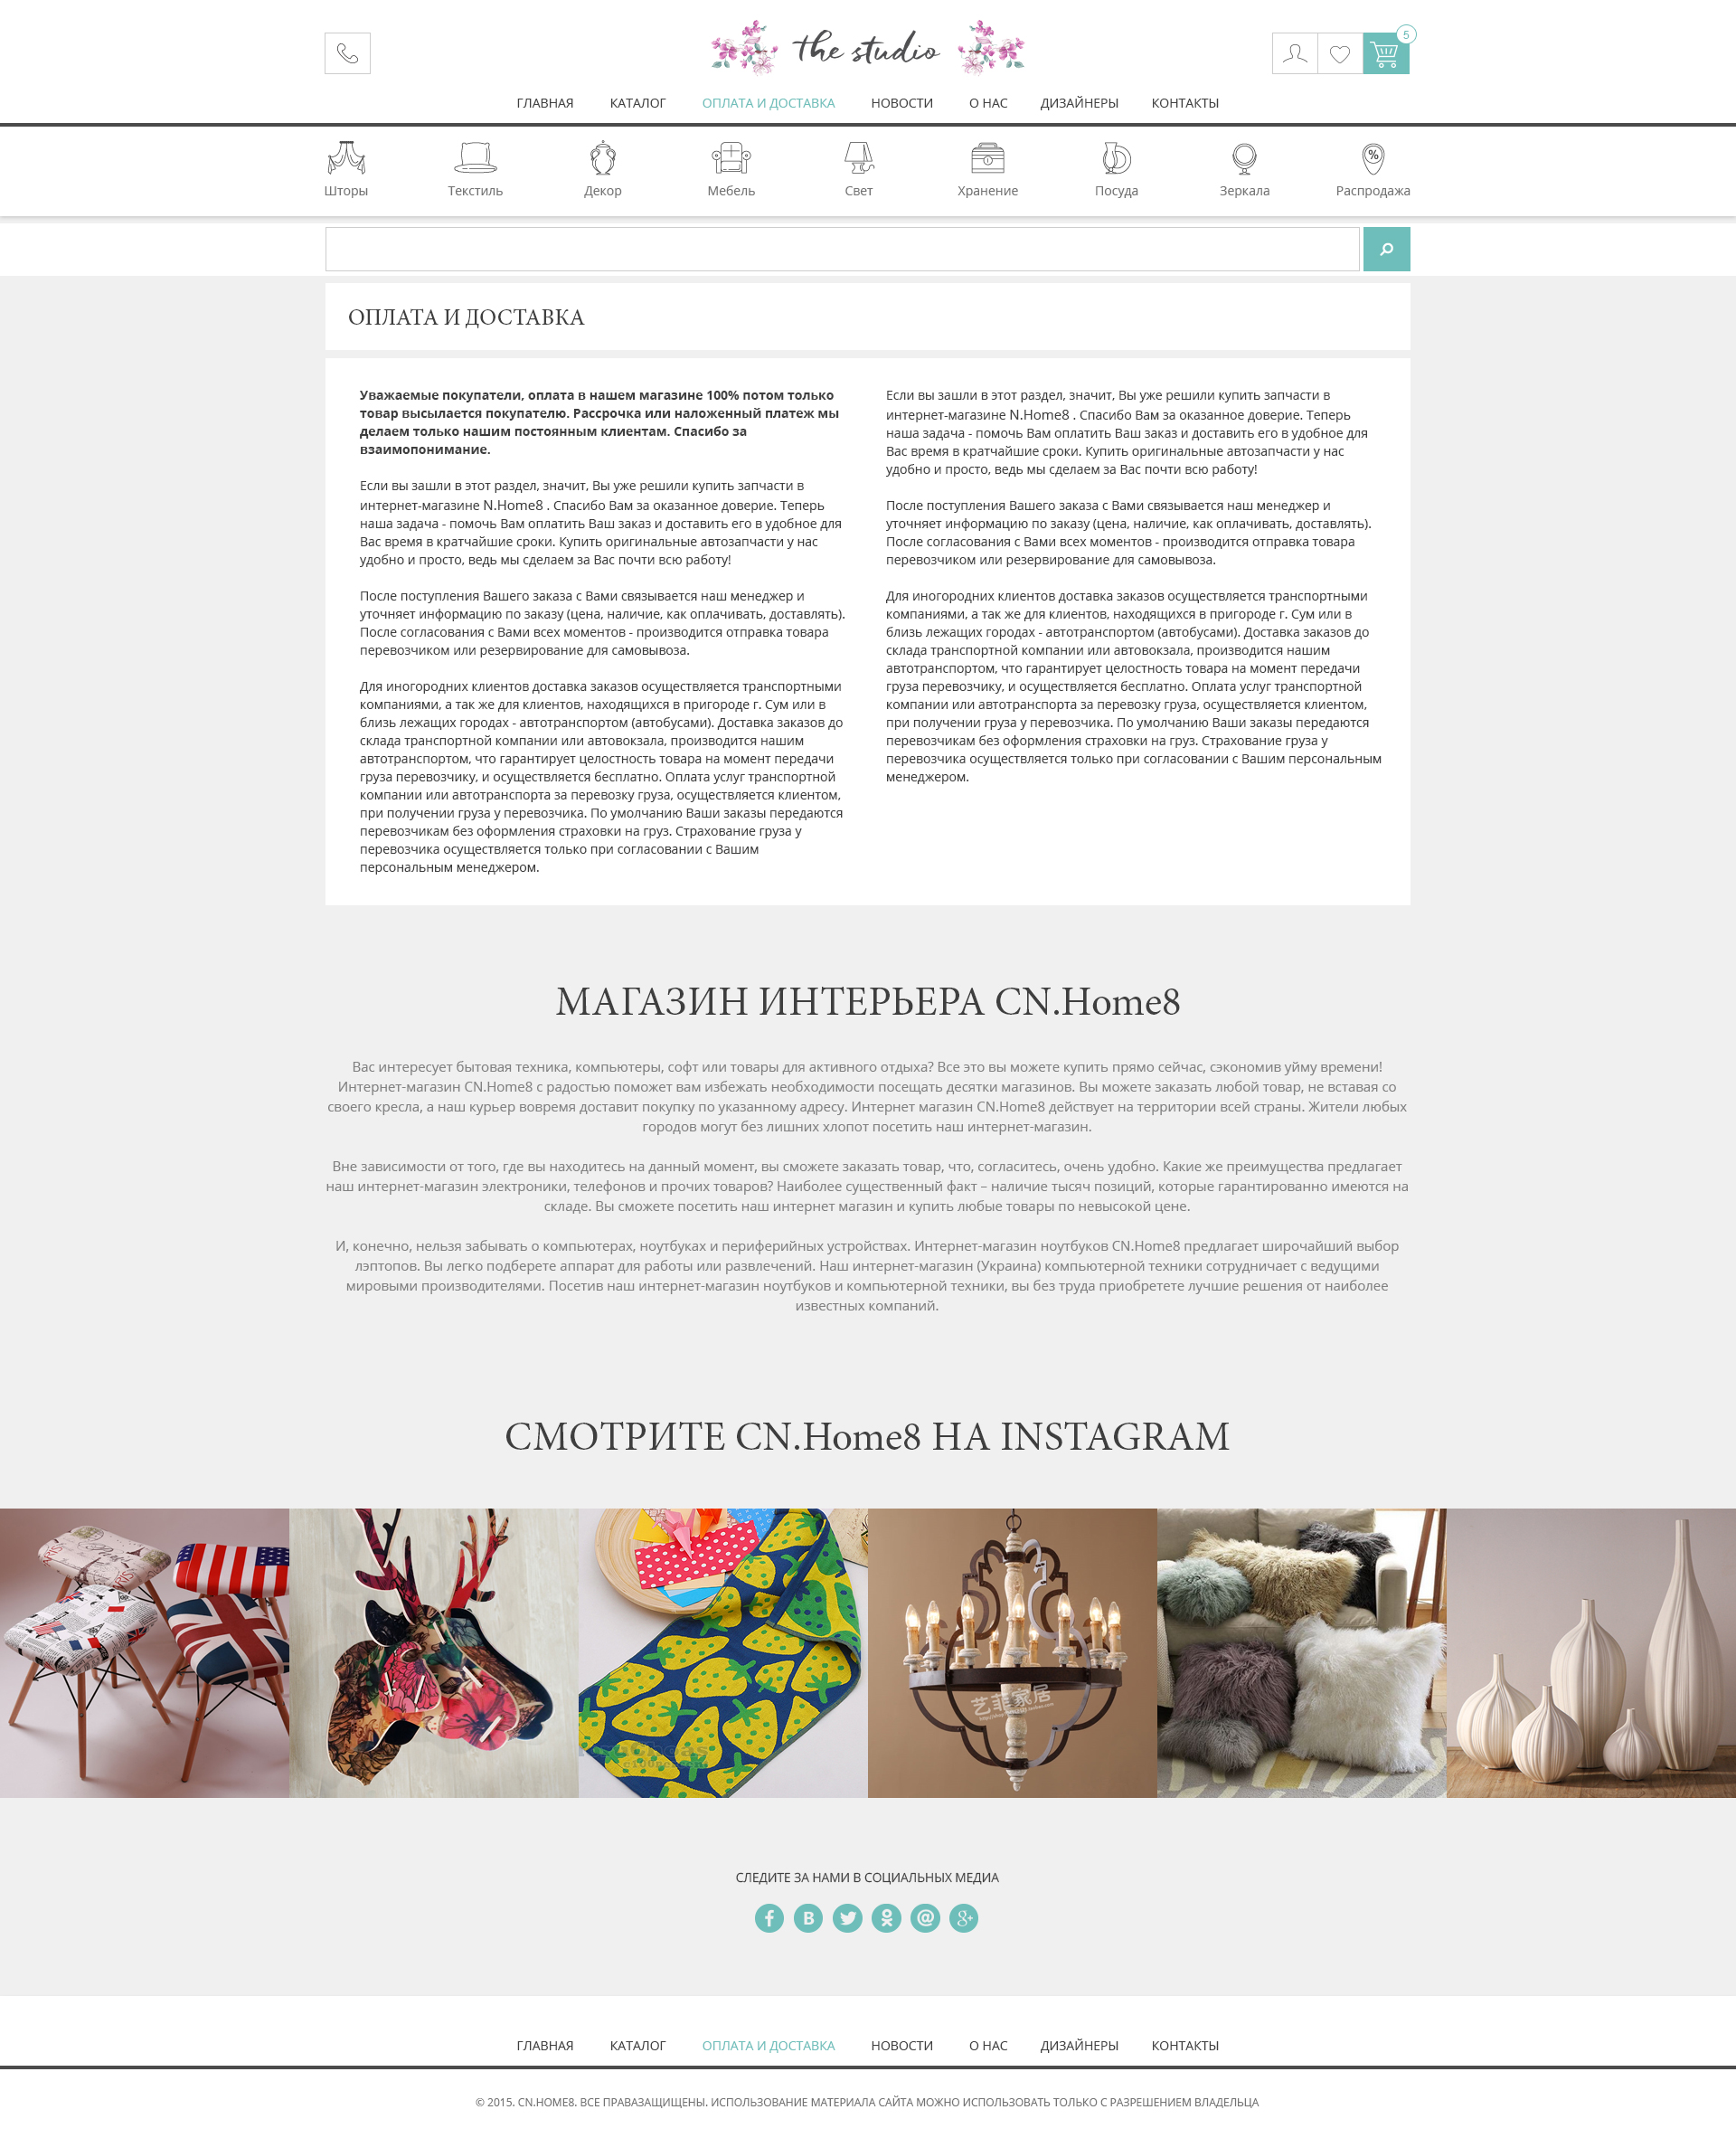 the studio
5
ГЛАВНАЯ КАТАЛОГ ОПЛАТА И ДОСТАВКА НОВОСТИ О НАС ДИЗАЙНЕРЫ КОНТАКТЫ
Шторы Текстиль Декор Мебель Свет Хранение Посуда Зеркала Распродажа
ОПЛАТА И ДОСТАВКА
Уважаемые покупатели, оплата в нашем магазине 100% потом только
товар высылается покупателю. Рассрочка или наложенный платеж мы
делаем только нашим постоянным клиентам. Спасибо за
взаимопонимание.
Если вы зашли в этот раздел, значит, Вы уже решили купить запчасти в
интернет-магазине N.Home8 . Спасибо Вам за оказанное доверие. Теперь
наша задача - помочь Вам оплатить Ваш заказ и доставить его в удобное для
Вас время в кратчайшие сроки. Купить оригинальные автозапчасти у нас
удобно и просто, ведь мы сделаем за Вас почти всю работу!
После поступления Вашего заказа с Вами связывается наш менеджер и
уточняет информацию по заказу (цена, наличие, как оплачивать, доставлять).
После согласования с Вами всех моментов - производится отправка товара
перевозчиком или резервирование для самовывоза.
Для иногородних клиентов доставка заказов осуществляется транспортными
компаниями, а так же для клиентов, находящихся в пригороде г. Сум или в
близь лежащих городах - автотранспортом (автобусами). Доставка заказов до
склада транспортной компании или автовокзала, производится нашим
автотранспортом, что гарантирует целостность товара на момент передачи
груза перевозчику, и осуществляется бесплатно. Оплата услуг транспортной
компании или автотранспорта за перевозку груза, осуществляется клиентом,
при получении груза у перевозчика. По умолчанию Ваши заказы передаются
перевозчикам без оформления страховки на груз. Страхование груза у
перевозчика осуществляется только при согласовании с Вашим
персональным менеджером.
Если вы зашли в этот раздел, значит, Вы уже решили купить запчасти в
интернет-магазине N.Home8 . Спасибо Вам за оказанное доверие. Теперь
наша задача - помочь Вам оплатить Ваш заказ и доставить его в удобное для
Вас время в кратчайшие сроки. Купить оригинальные автозапчасти у нас
удобно и просто, ведь мы сделаем за Вас почти всю работу!
После поступления Вашего заказа с Вами связывается наш менеджер и
уточняет информацию по заказу (цена, наличие, как оплачивать, доставлять).
После согласования с Вами всех моментов - производится отправка товара
перевозчиком или резервирование для самовывоза.
Для иногородних клиентов доставка заказов осуществляется транспортными
компаниями, а так же для клиентов, находящихся в пригороде г. Сум или в
близь лежащих городах - автотранспортом (автобусами). Доставка заказов до
склада транспортной компании или автовокзала, производится нашим
автотранспортом, что гарантирует целостность товара на момент передачи
груза перевозчику, и осуществляется бесплатно. Оплата услуг транспортной
компании или автотранспорта за перевозку груза, осуществляется клиентом,
при получении груза у перевозчика. По умолчанию Ваши заказы передаются
перевозчикам без оформления страховки на груз. Страхование груза у
перевозчика осуществляется только при согласовании с Вашим персональным
менеджером.
МАГАЗИН ИНТЕРЬЕРА CN.Home8
Вас интересует бытовая техника, компьютеры, софт или товары для активного отдыха? Все это вы можете купить прямо сейчас, сэкономив уйму времени!
Интернет-магазин CN.Home8 с радостью поможет вам избежать необходимости посещать десятки магазинов. Вы можете заказать любой товар, не вставая со
своего кресла, а наш курьер вовремя доставит покупку по указанному адресу. Интернет магазин CN.Home8 действует на территории всей страны. Жители любых
городов могут без лишних хлопот посетить наш интернет-магазин.
Вне зависимости от того, где вы находитесь на данный момент, вы сможете заказать товар, что, согласитесь, очень удобно. Какие же преимущества предлагает
наш интернет-магазин электроники, телефонов и прочих товаров? Наиболее существенный факт – наличие тысяч позиций, которые гарантированно имеются на
складе. Вы сможете посетить наш интернет магазин и купить любые товары по невысокой цене.
И, конечно, нельзя забывать о компьютерах, ноутбуках и периферийных устройствах. Интернет-магазин ноутбуков CN.Home8 предлагает широчайший выбор
лэптопов. Вы легко подберете аппарат для работы или развлечений. Наш интернет-магазин (Украина) компьютерной техники сотрудничает с ведущими
мировыми производителями. Посетив наш интернет-магазин ноутбуков и компьютерной техники, вы без труда приобретете лучшие решения от наиболее
известных компаний.
СМОТРИТЕ CN.Home8 НА INSTAGRAM
艺菲家居
СЛЕДИТЕ ЗА НАМИ В СОЦИАЛЬНЫХ МЕДИА
ГЛАВНАЯ КАТАЛОГ ОПЛАТА И ДОСТАВКА НОВОСТИ О НАС ДИЗАЙНЕРЫ КОНТАКТЫ
© 2015. CN.HOME8. ВСЕ ПРАВАЗАЩИЩЕНЫ. ИСПОЛЬЗОВАНИЕ МАТЕРИАЛА САЙТА МОЖНО ИСПОЛЬЗОВАТЬ ТОЛЬКО С РАЗРЕШЕНИЕМ ВЛАДЕЛЬЦА